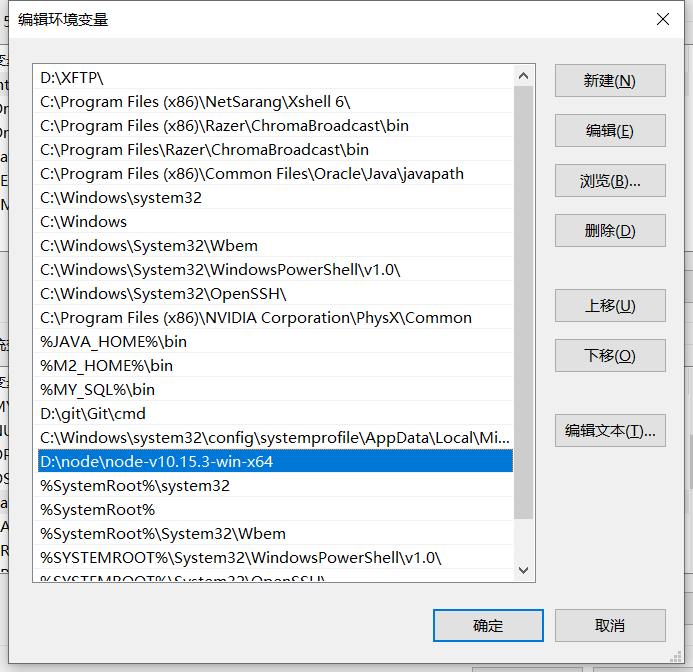 编辑环境变量
D:\XFTP\
C:\Program Files (x86)\NetSarang\Xshell 6\
C:\Program Files (x86)\Razer\ChromaBroadcast\bin
C:\Program Files\Razer\ChromaBroadcast\bin
C:\Program Files (x86)\Common Files\Oracle\Java\javapath
C:\Windows\system32
C:\Windows
C:\Windows\System32\Wbem
C:\Windows\System32\WindowsPowerShell\v1.0\
C:\Windows\System32\OpenSSH\
C:\Program Files (x86)\NVIDIA Corporation\PhysX\Common
%JAVA_HOME%\bin
%M2_HOME%\bin
%MY_SQL%\bin
D:\git\Git\cmd
C:\Windows\system32\config\systemprofile\AppData\Local\Mi...
D:\node\node-v10.15.3-win-x64
%SystemRoot%\system32
%SystemRoot%
%SystemRoot%\System32\Wbem
%SYSTEMROOT%\System32\WindowsPowerShell\v1.0\
%SYSTEMROOT%\System32\OpenSSH\
新建(N)
编辑(E)
浏览(B)...
删除(D)
上移(U)
下移(O)
编辑文本(T)...
确定
取消